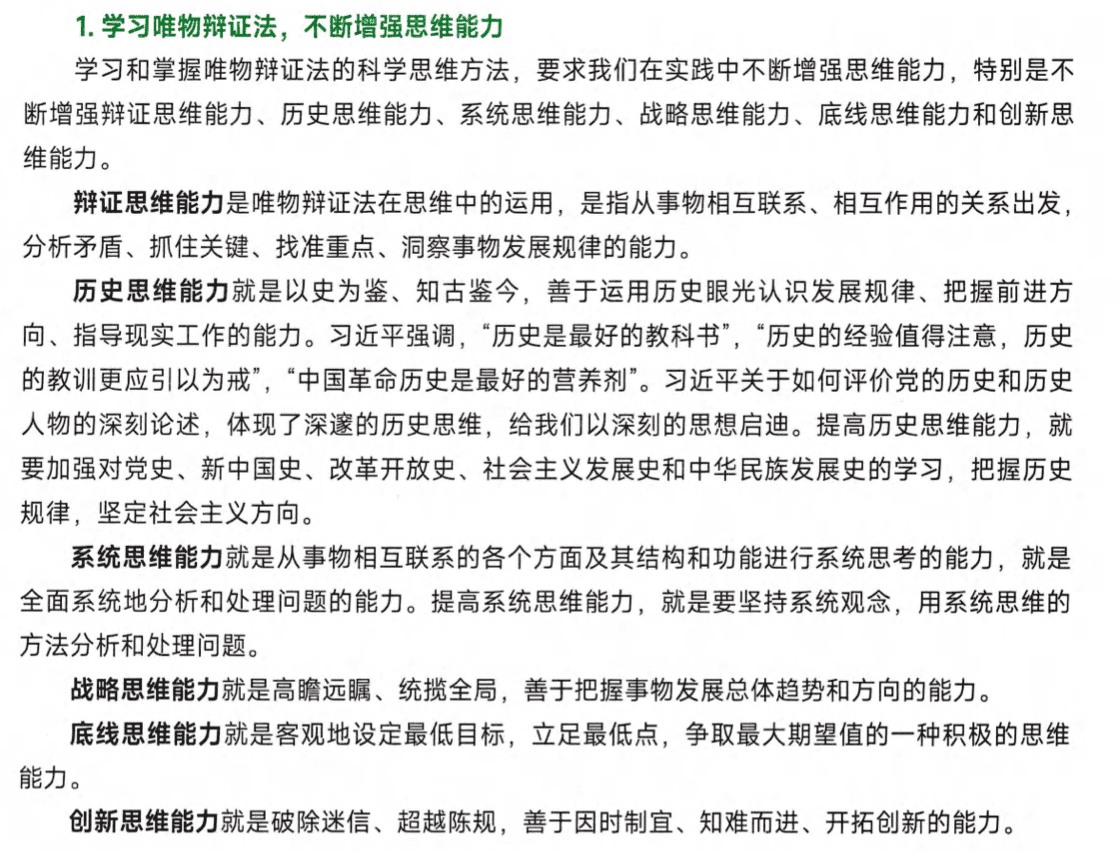 1. 学习唯物辩证法，不断增强思维能力
学习和掌握唯物辩证法的科学思维方法，要求我们在实践中不断增强思维能力，特别是不
断增强辩证思维能力、历史思维能力、系统思维能力、战略思维能力、底线思维能力和创新思
维能力。
辩证思维能力是唯物辩证法在思维中的运用，是指从事物相互联系、相互作用的关系出发，
分析矛盾、抓住关键、找准重点、洞察事物发展规律的能力。
历史思维能力就是以史为鉴、知古鉴今，善于运用历史眼光认识发展规律、把握前进方
向、指导现实工作的能力。习近平强调，“历史是最好的教科书”，“历史的经验值得注意，历史
的教训更应引以为戒”，“中国革命历史是最好的营养剂”。习近平关于如何评价党的历史和历史
人物的深刻论述，体现了深邃的历史思维，给我们以深刻的思想启迪。提高历史思维能力，就
要加强对党史、新中国史、改革开放史、社会主义发展史和中华民族发展史的学习，把握历史
规律，坚定社会主义方向。
系统思维能力就是从事物相互联系的各个方面及其结构和功能进行系统思考的能力，就是
全面系统地分析和处理问题的能力。提高系统思维能力，就是要坚持系统观念，用系统思维的
方法分析和处理问题。
战略思维能力就是高瞻远瞩、统揽全局，善于把握事物发展总体趋势和方向的能力。
底线思维能力就是客观地设定最低目标，立足最低点，争取最大期望值的一种积极的思维
能力。
创新思维能力就是破除迷信、超越陈规，善于因时制宜、知难而进、开拓创新的能力。